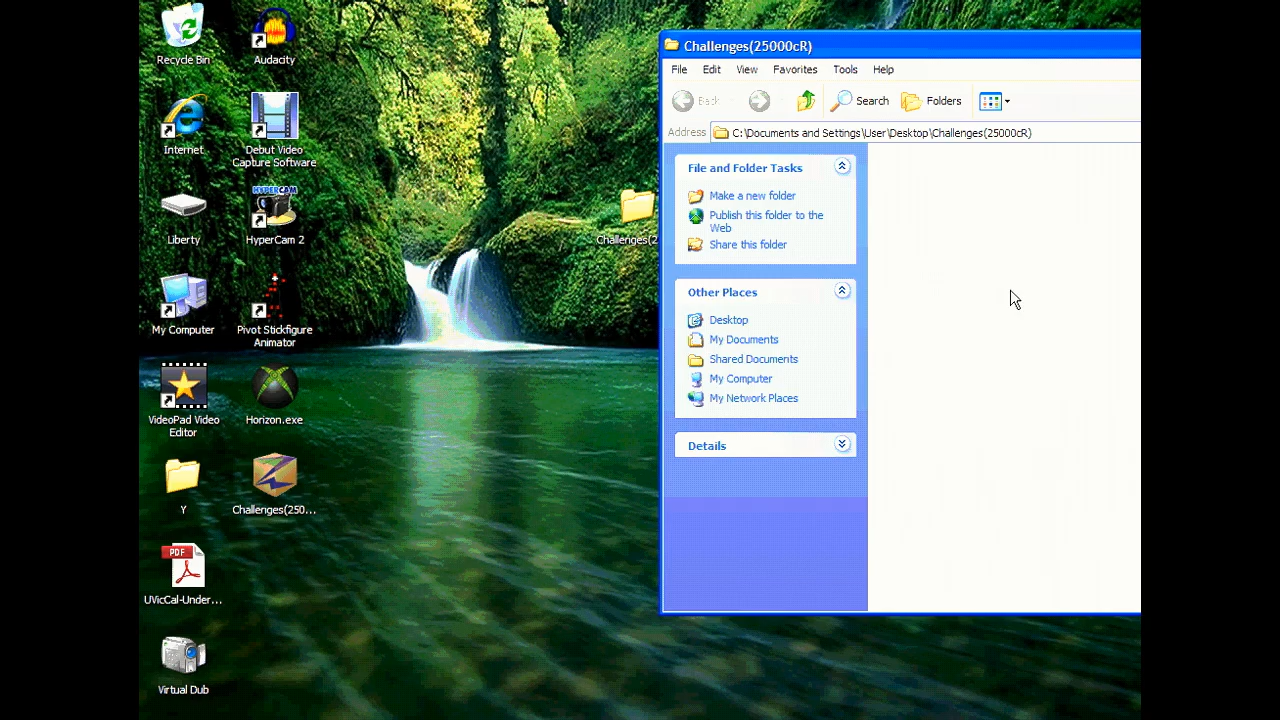 Recycle Bin
Audacity
Internet
Debut Video
Capture Software
Liberty
HYPERCAM
HyperCam 2
My Computer
Pivot Stickfigure
Animator
VideoPad Video
Editor
Horizon.exe
Y
Challenges(250...
PDF
UVicCal-Under...
Virtual Dub
Challenges(2
Challenges(25000cR)
File Edit View Favorites Tools Help
Back Search Folders
Address C:\Documents and Settings\User\Desktop\Challenges(25000cR)
File and Folder Tasks
Make a new folder
Publish this folder to the
Web
Share this folder
Other Places
Desktop
My Documents
Shared Documents
My Computer
My Network Places
Details